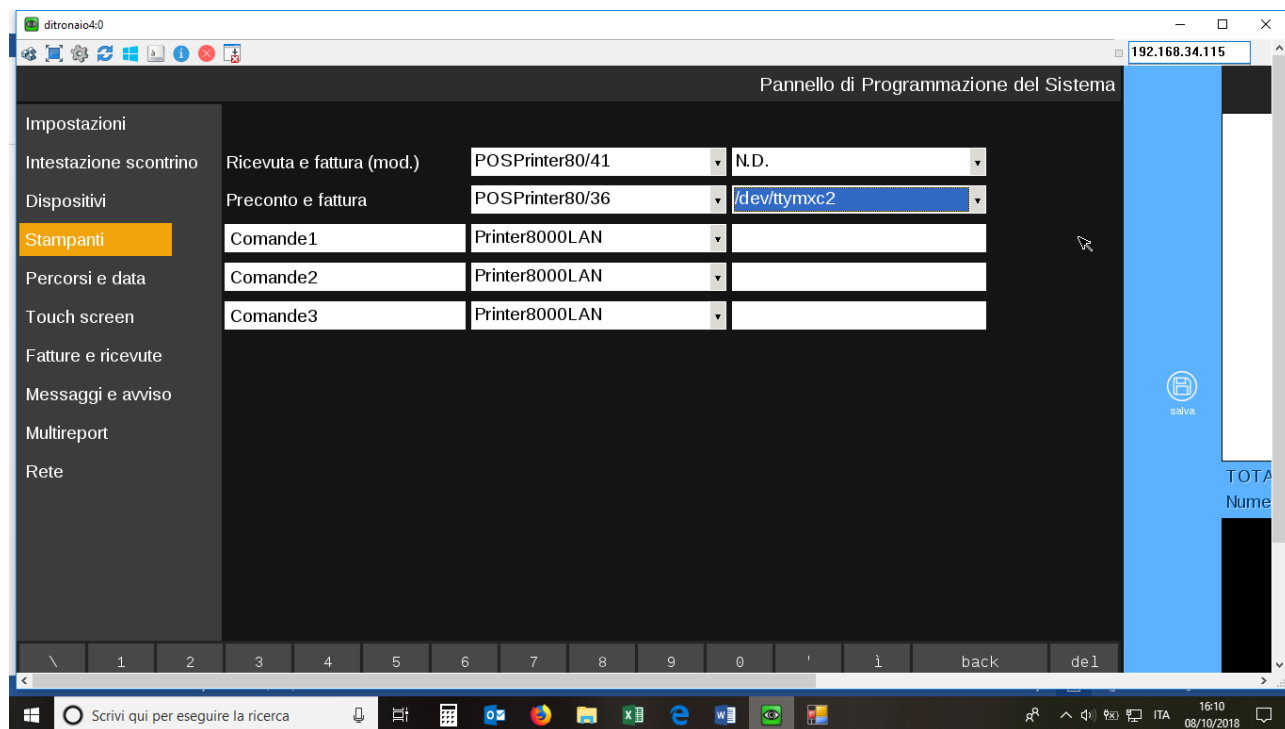 ditronaio4:0
192.168.34.115
Pannello di Programmazione del Sistema
Impostazioni
Intestazione scontrino
Dispositivi
Stampanti
Percorsi e data
Touch screen
Fatture e ricevute
Messaggi e avviso
Multireport
Rete
Ricevuta e fattura (mod.) POSPrinter80/41 N.D.
Preconto e fattura POSPrinter80/36 /dev/ttymxc2
Comande1 Printer8000LAN
Comande2 Printer8000LAN
Comande3 Printer8000LAN
salva
TOTA
Nume
\ 1 2 3 4 5 6 7 8 9 0 ' ì back del
Scrivi qui per eseguire la ricerca
ITA
16:10
08/10/2018